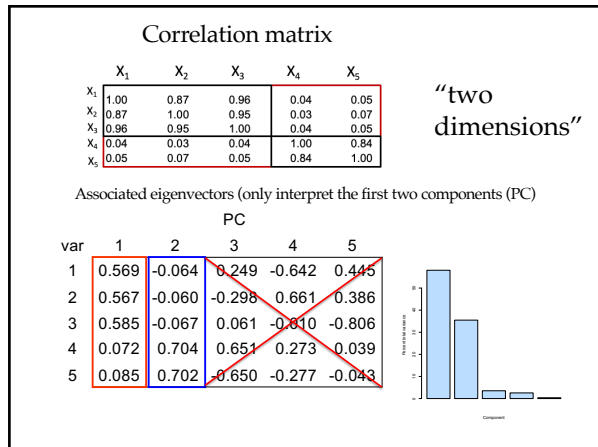 Correlation matrix
X1 X2 X3 X4 X5
X1 1.00 0.87 0.96 0.04 0.05
X2 0.87 1.00 0.95 0.03 0.07
X3 0.96 0.95 1.00 0.04 0.05
X4 0.04 0.03 0.04 1.00 0.84
X5 0.05 0.07 0.05 0.84 1.00
“two
dimensions”
Associated eigenvectors (only interpret the first two components (PC)
PC
var 1 2 3 4 5
1 0.569 -0.064 0.249 -0.642 0.445
2 0.567 -0.060 -0.298 0.661 0.386
3 0.585 -0.067 0.061 -0.010 -0.806
4 0.072 0.704 0.651 0.273 0.039
5 0.085 0.702 -0.650 -0.277 -0.043
Component